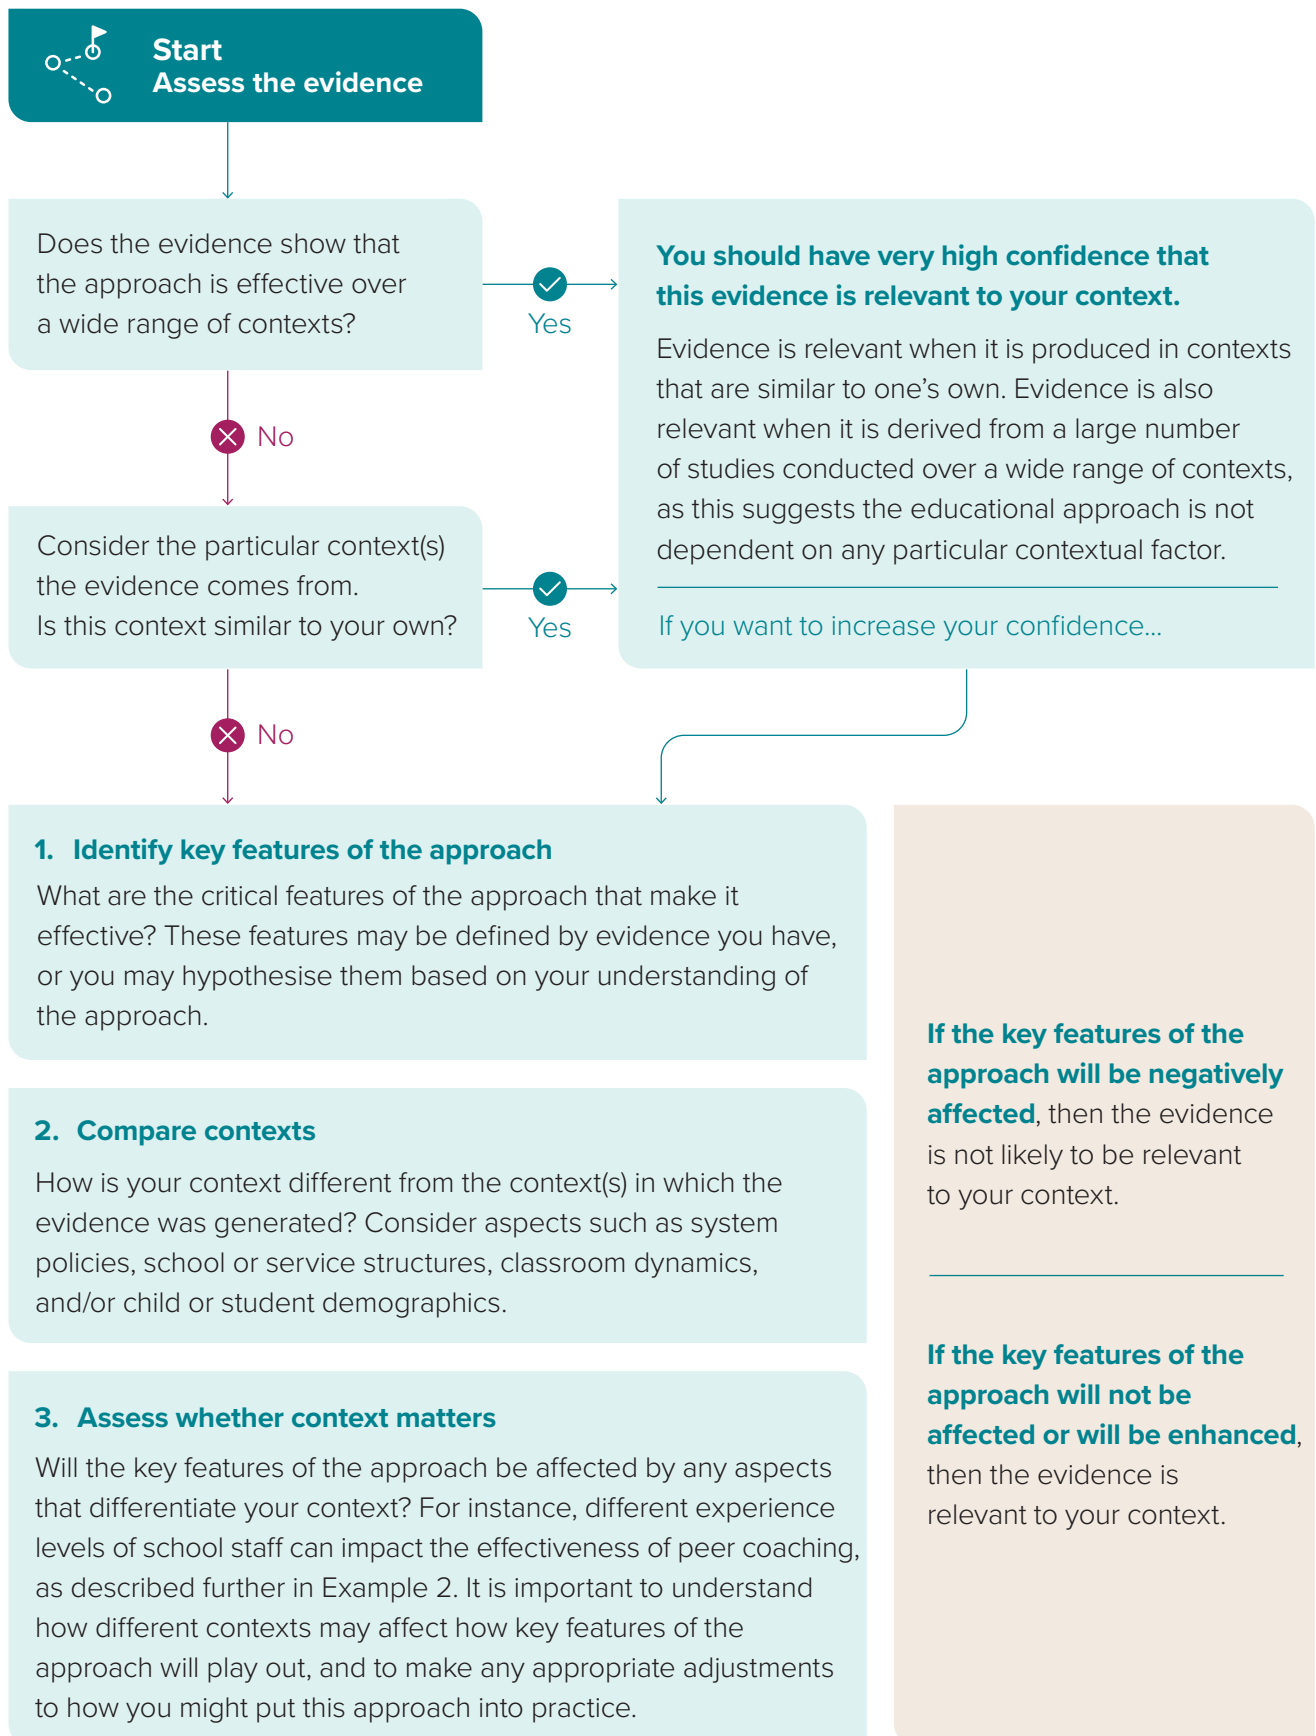 Start
Assess the evidence
Does the evidence show that
the approach is effective over
a wide range of contexts?
Yes
You should have very high confidence that
this evidence is relevant to your context.
Evidence is relevant when it is produced in contexts
that are similar to one’s own. Evidence is also
relevant when it is derived from a large number
of studies conducted over a wide range of contexts,
as this suggests the educational approach is not
dependent on any particular contextual factor.
If you want to increase your confidence...
No
Consider the particular context(s)
the evidence comes from.
Is this context similar to your own?
Yes
No
1. Identify key features of the approach
What are the critical features of the approach that make it
effective? These features may be defined by evidence you have,
or you may hypothesise them based on your understanding of
the approach.
2. Compare contexts
How is your context different from the context(s) in which the
evidence was generated? Consider aspects such as system
policies, school or service structures, classroom dynamics,
and/or child or student demographics.
3. Assess whether context matters
Will the key features of the approach be affected by any aspects
that differentiate your context? For instance, different experience
levels of school staff can impact the effectiveness of peer coaching,
as described further in Example 2. It is important to understand
how different contexts may affect how key features of the
approach will play out, and to make any appropriate adjustments
to how you might put this approach into practice.
If the key features of the
approach will be negatively
affected, then the evidence
is not likely to be relevant
to your context.
If the key features of the
approach will not be
affected or will be enhanced,
then the evidence is
relevant to your context.